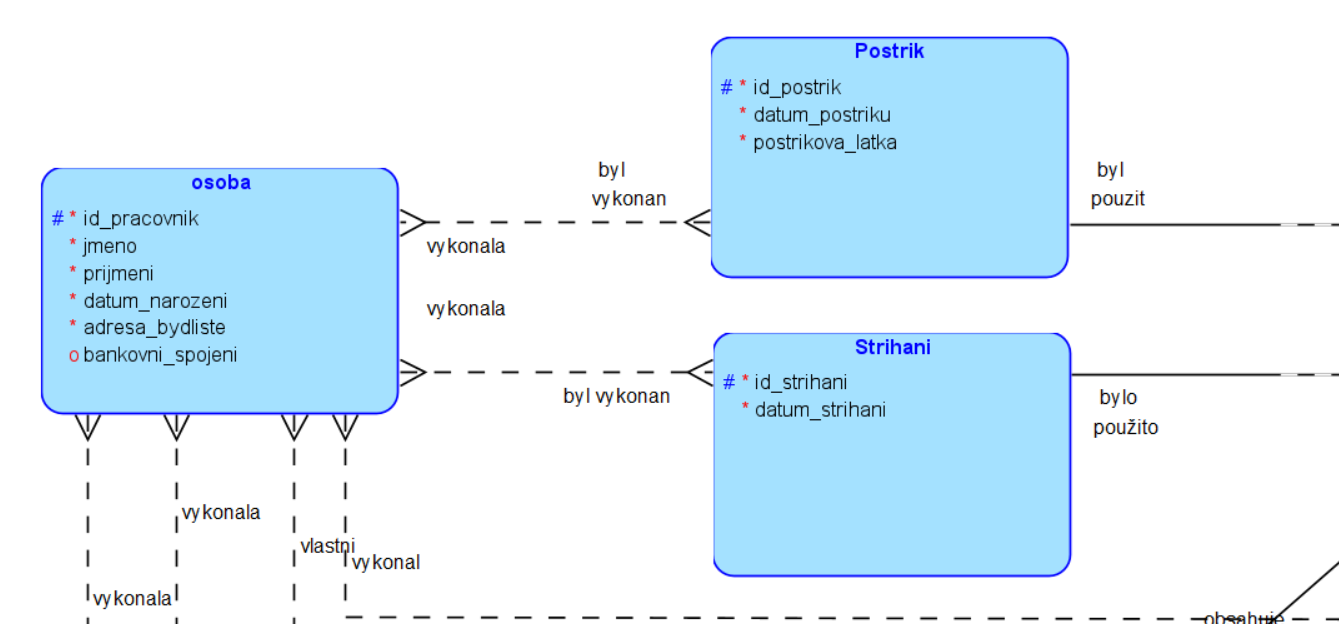 Postrik
# * id_postrik
* datum_postriku
* postrikova_latka
byl
vykonan
byl
pouzit
osoba
# * id_pracovnik
* jmeno
* prijmeni
* datum_narozeni
* adresa_bydliste
o bankovni_spojeni
vykonala
vykonala
Strihani
# * id_strihani
* datum_strihani
byl vykonan
bylo
použito
vykonala
vlastni
vykonal
vykonala
obsahuje